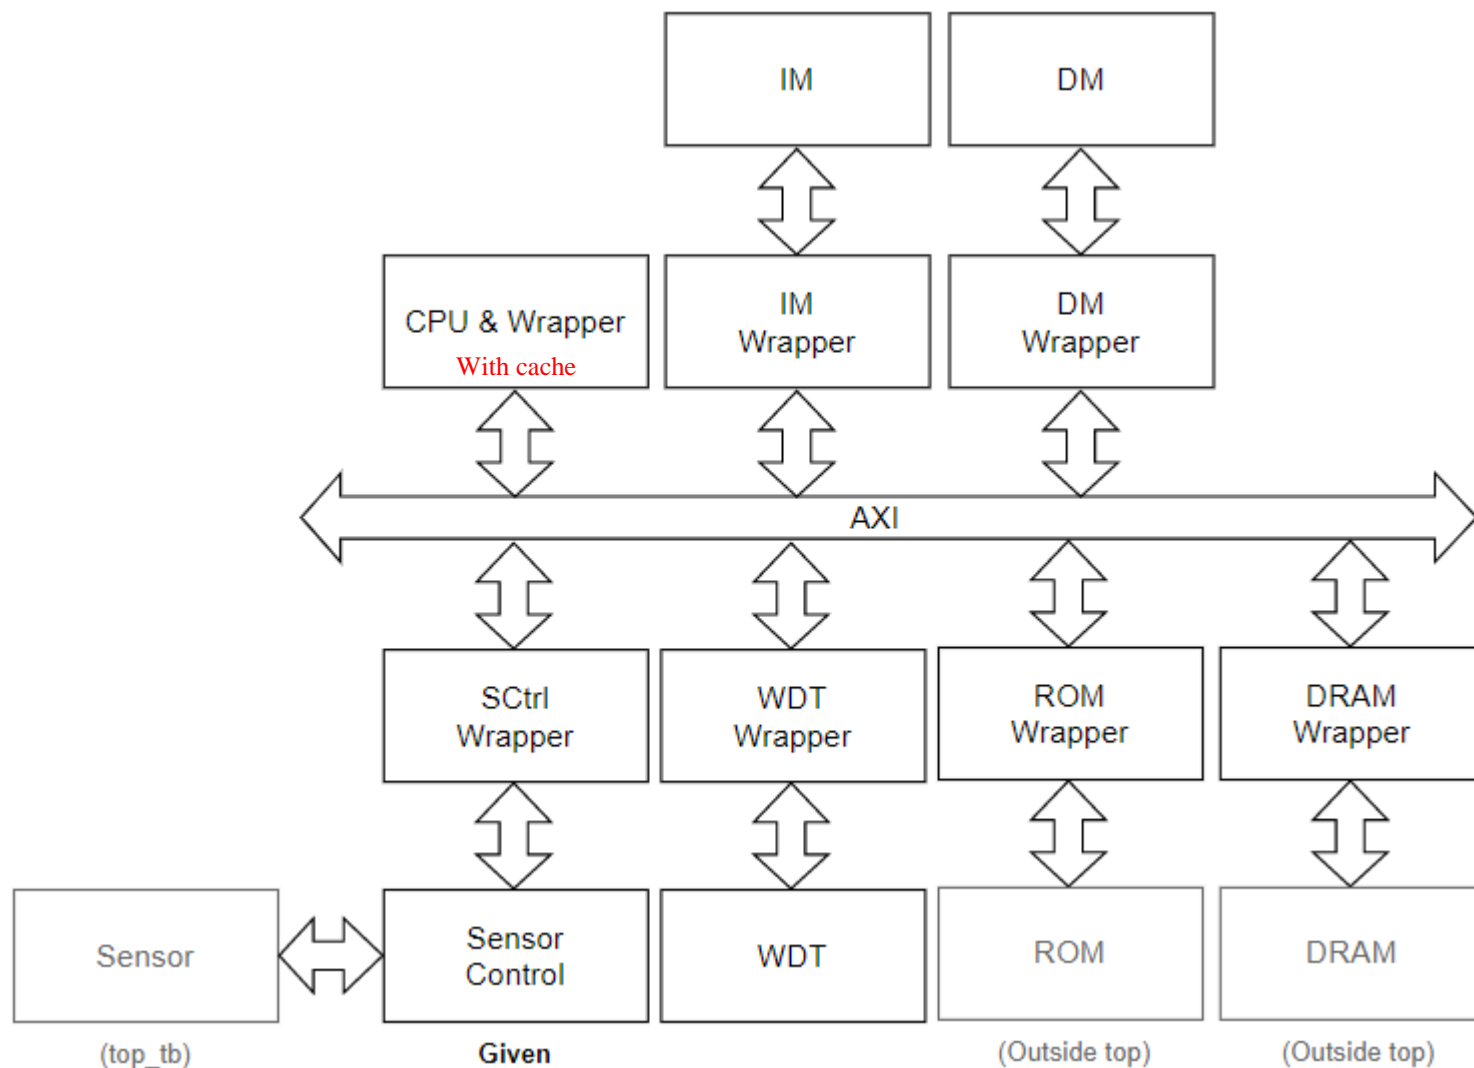 IM
DM
CPU & Wrapper
With cache
IM
Wrapper
DM
Wrapper
AXI
SCtrl
Wrapper
WDT
Wrapper
ROM
Wrapper
DRAM
Wrapper
Sensor
Sensor
Control
WDT
ROM
DRAM
(top_tb)
Given
(Outside top)
(Outside top)